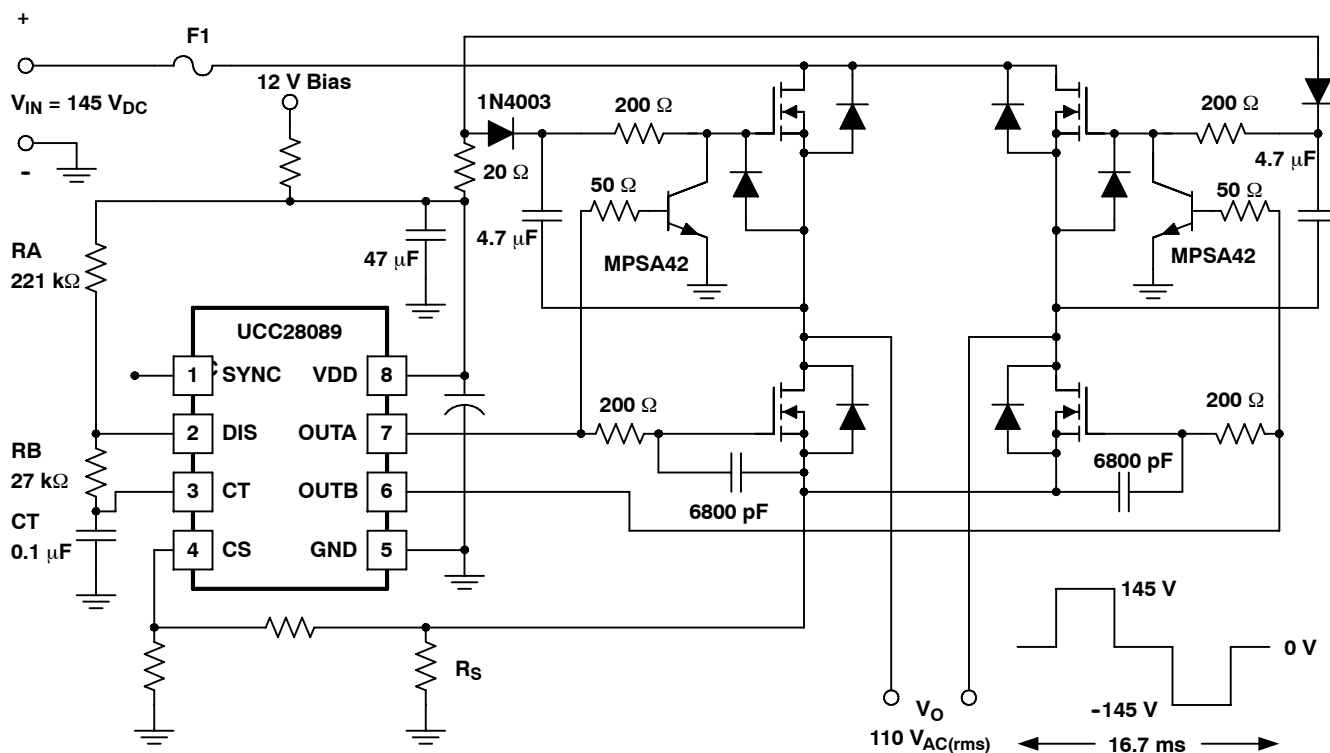 +
F1
12 V Bias
V_IN = 145 V_DC
-
1N4003
200 Ω
200 Ω
20 Ω
4.7 μF
50 Ω
50 Ω
RA
221 kΩ
47 μF
4.7 μF
MPSA42
MPSA42
UCC28089
1 SYNC
VDD 8
2 DIS
OUTA 7
200 Ω
200 Ω
RB
27 kΩ
3 CT
OUTB 6
6800 pF
6800 pF
CT
0.1 μF
4 CS
GND 5
145 V
0 V
R_S
V_O
110 V_AC(rms)
-145 V
16.7 ms